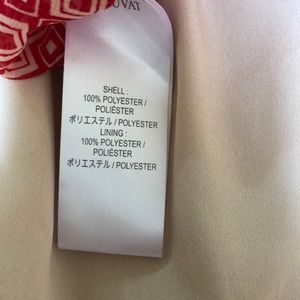 SHELL :
100% POLYESTER /
POLIÉSTER
ポリエステル / POLYESTER
LINING :
100% POLYESTER /
POLIÉSTER
ポリエステル / POLYESTER